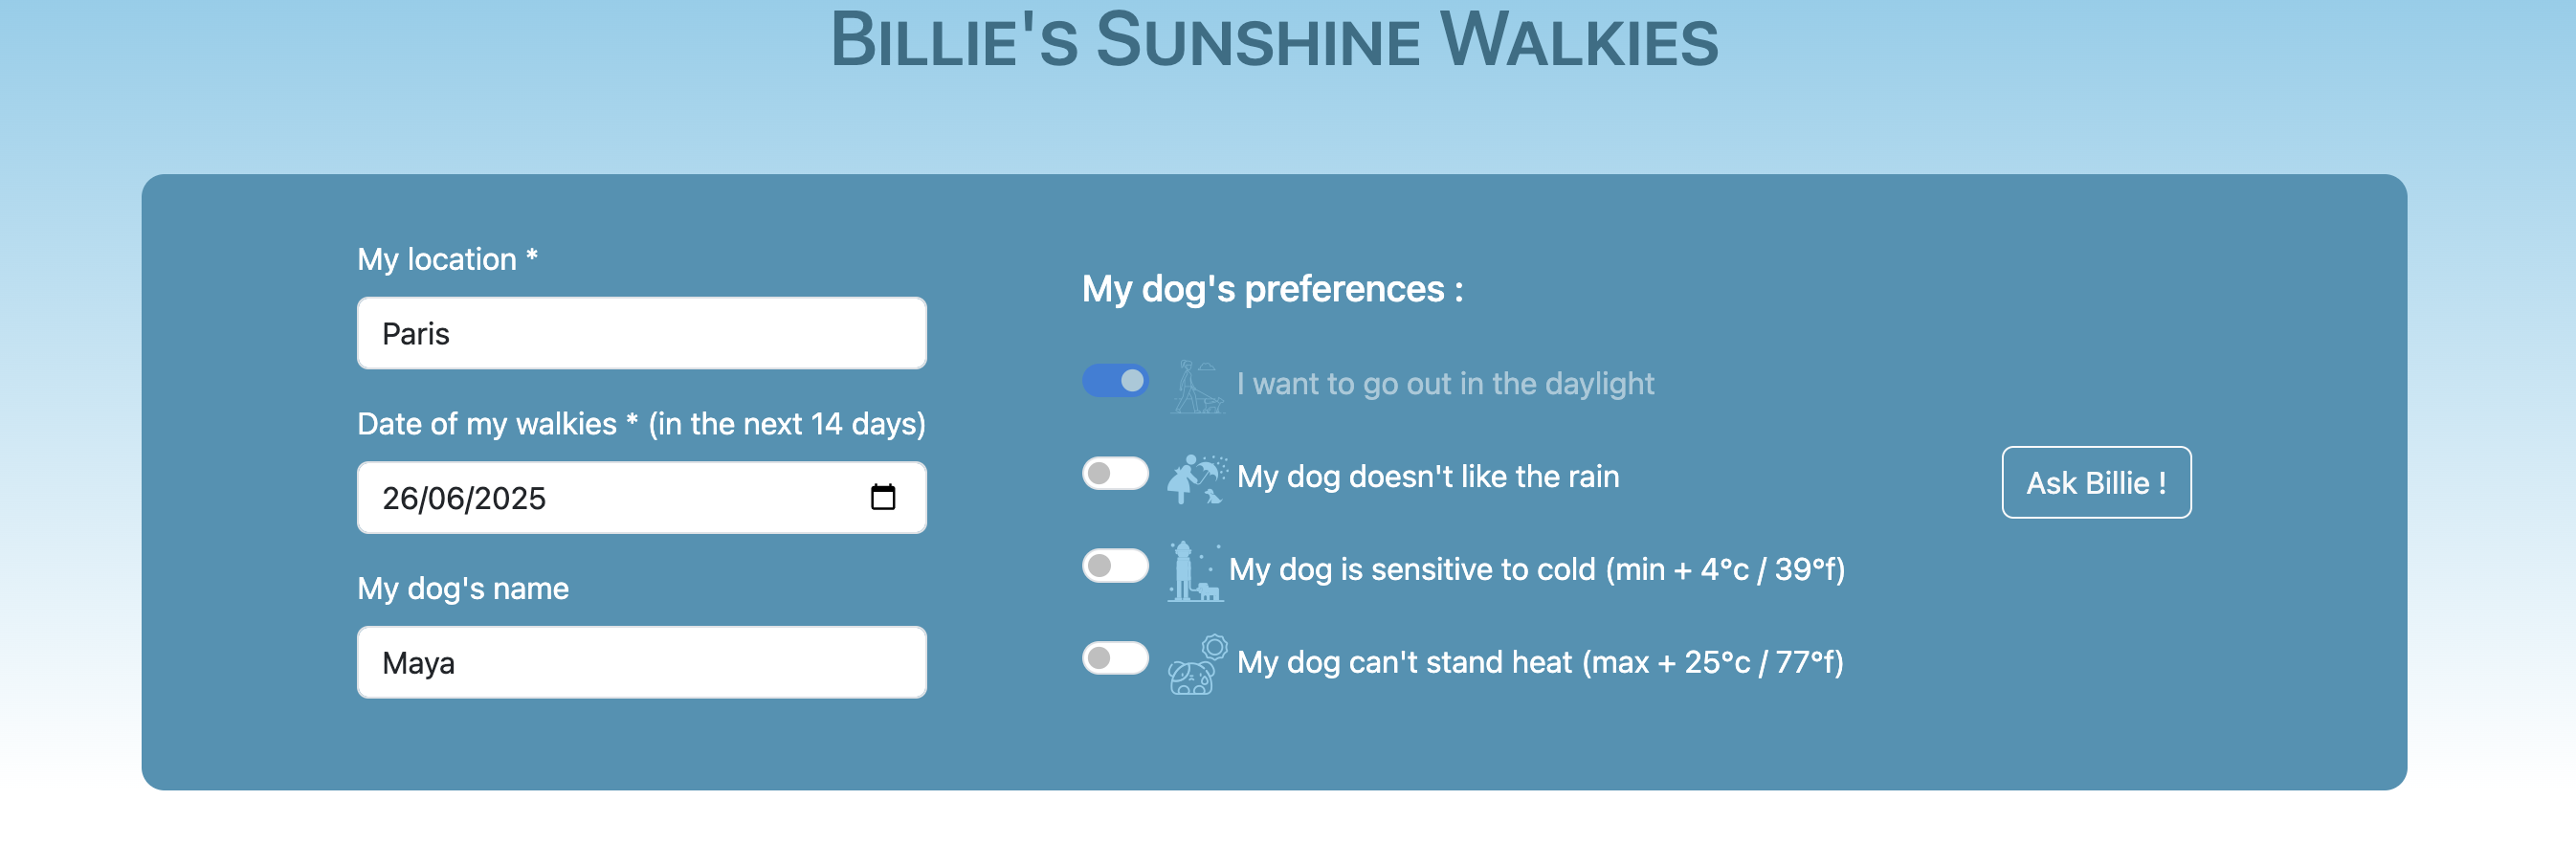 Billie's Sunshine Walkies
My location *
Paris
Date of my walkies * (in the next 14 days)
26/06/2025
My dog's name
Maya
My dog's preferences :
I want to go out in the daylight
My dog doesn't like the rain
My dog is sensitive to cold (min + 4°c / 39°f)
My dog can't stand heat (max + 25°c / 77°f)
Ask Billie !